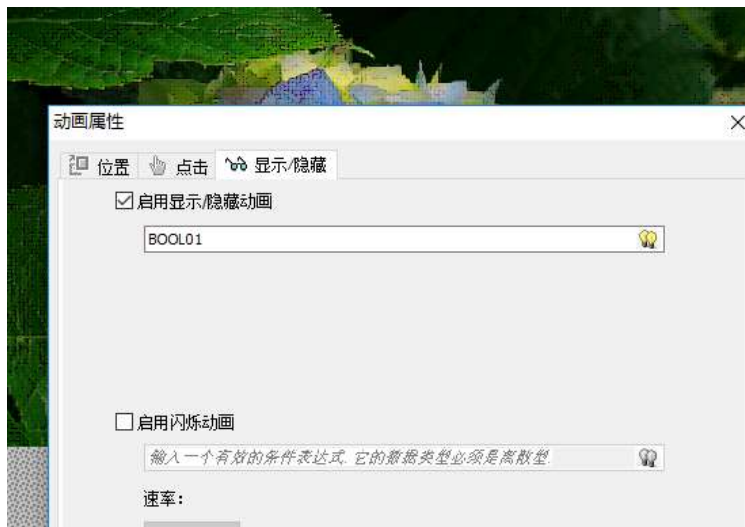 动画属性
位置 点击 显示/隐藏
启用显示/隐藏动画
BOOL01
启用闪烁动画
输入一个有效的条件表达式. 它的数据类型必须是离散型.
速率: